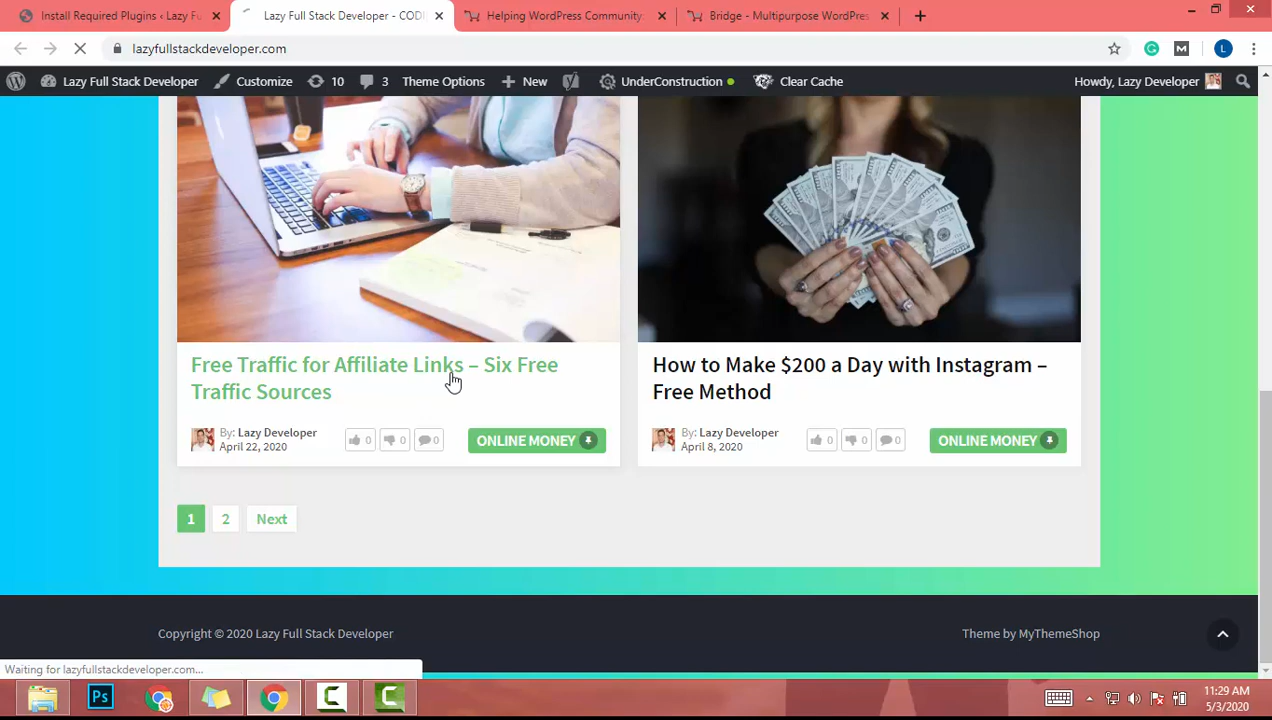 Install Required Plugins ‹ Lazy Fu
Lazy Full Stack Developer - CODI
Helping WordPress Community
Bridge - Multipurpose WordPres
lazyfullstackdeveloper.com
L
Lazy Full Stack Developer
Customize
10
3
Theme Options
New
UnderConstruction
Clear Cache
Howdy, Lazy Developer
Free Traffic for Affiliate Links – Six Free
Traffic Sources
By: Lazy Developer
April 22, 2020
0
0
0
ONLINE MONEY
How to Make $200 a Day with Instagram –
Free Method
By: Lazy Developer
April 8, 2020
0
0
0
ONLINE MONEY
1
2
Next
Copyright © 2020 Lazy Full Stack Developer
Theme by MyThemeShop
Waiting for lazyfullstackdeveloper.com...
Ps
C
C
11:29 AM
5/3/2020